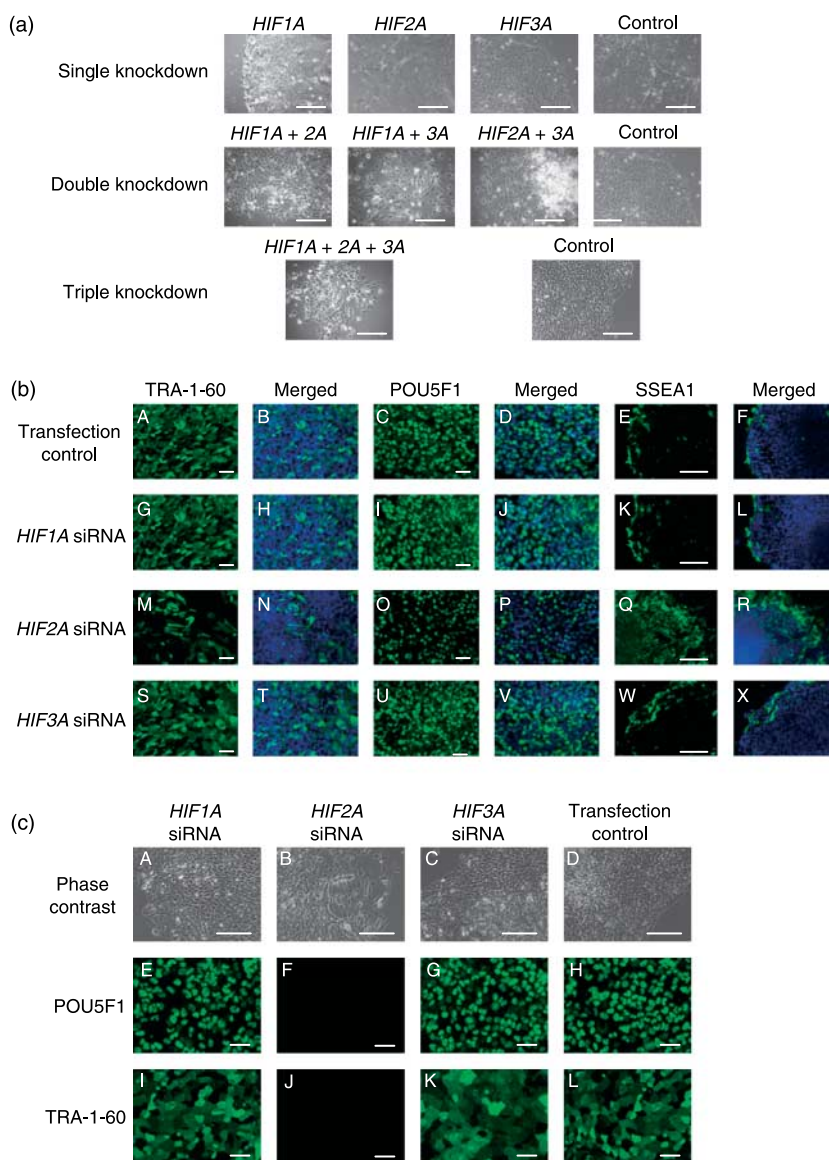 (a)
HIF1A HIF2A HIF3A Control
Single knockdown
HIF1A + 2A HIF1A + 3A HIF2A + 3A Control
Double knockdown
HIF1A + 2A + 3A Control
Triple knockdown
(b)
TRA-1-60 Merged POU5F1 Merged SSEA1 Merged
Transfection
control
A B C D E F
HIF1A siRNA
G H I J K L
HIF2A siRNA
M N O P Q R
HIF3A siRNA
S T U V W X
(c)
HIF1A
siRNA
HIF2A
siRNA
HIF3A
siRNA
Transfection
control
Phase
contrast
A B C D
POU5F1
E F G H
TRA-1-60
I J K L